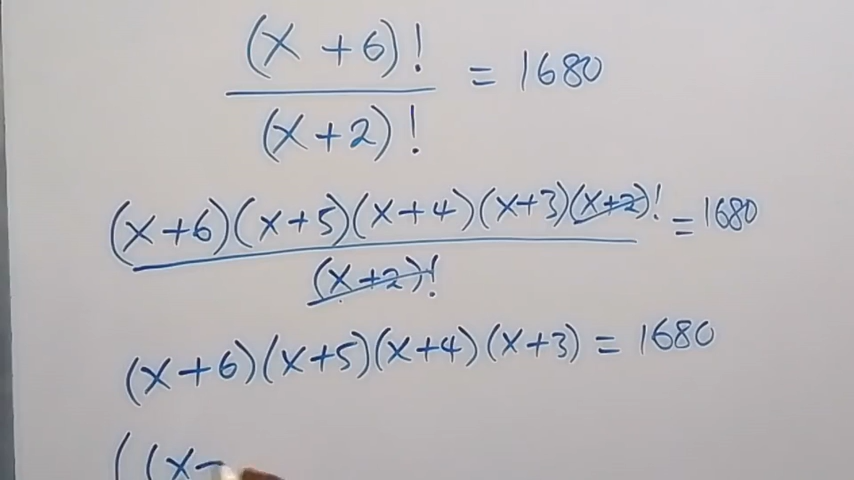 (x + 6)! / (x + 2)! = 1680
(x+6)(x+5)(x+4)(x+3)(x+2)! / (x+2)! = 1680
(x+6)(x+5)(x+4)(x+3) = 1680
((x